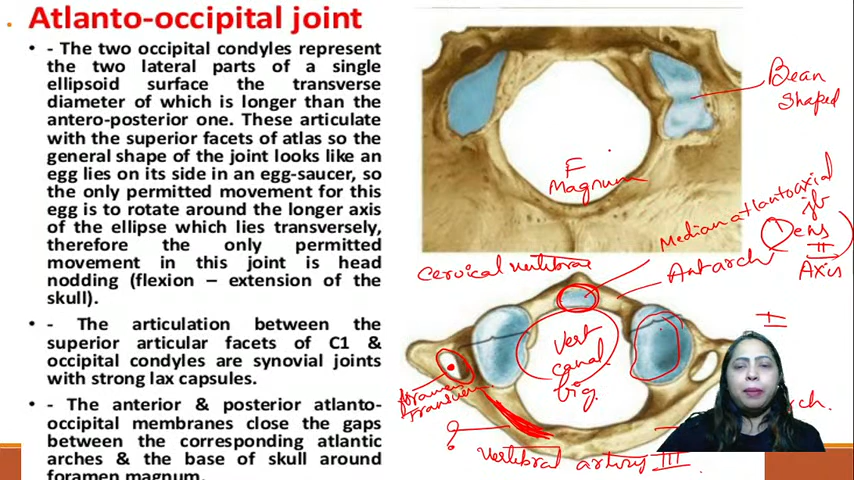 Atlanto-occipital joint
• - The two occipital condyles represent
the two lateral parts of a single
ellipsoid surface the transverse
diameter of which is longer than the
antero-posterior one. These articulate
with the superior facets of atlas so the
general shape of the joint looks like an
egg lies on its side in an egg-saucer, so
the only permitted movement for this
egg is to rotate around the longer axis
of the ellipse which lies transversely,
therefore the only permitted
movement in this joint is head
nodding (flexion – extension of the
skull).
• - The articulation between the
superior articular facets of C1 &
occipital condyles are synovial joints
with strong lax capsules.
• - The anterior & posterior atlanto-
occipital membranes close the gaps
between the corresponding atlantic
arches & the base of skull around
foramen magnum.
Bean
shaped
F
Magnum
Median atlantoaxial
Dens
II
Axis
Cervical vertebrae
Ant arch
I
Vert
canal
big
foramen
?
Vertebral artery III